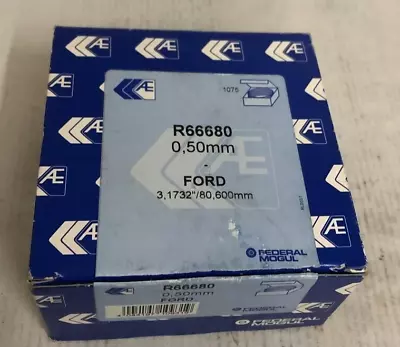 AE
1075
R66680
0,50mm
-
FORD
3,1732"/80,600mm
FEDERAL
MOGUL
R66680
0,50mm
FORD
FEDERAL MOGUL